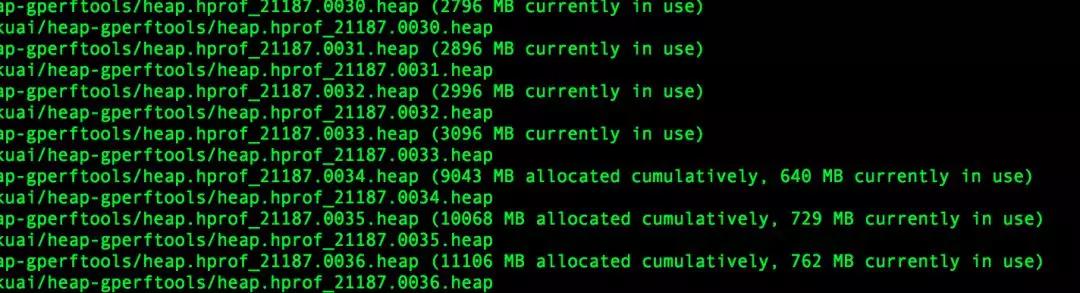 ap-gperftools/heap.hprof_21187.0030.heap (2796 MB currently in use)
kuai/heap-gperftools/heap.hprof_21187.0030.heap
ap-gperftools/heap.hprof_21187.0031.heap (2896 MB currently in use)
kuai/heap-gperftools/heap.hprof_21187.0031.heap
ap-gperftools/heap.hprof_21187.0032.heap (2996 MB currently in use)
kuai/heap-gperftools/heap.hprof_21187.0032.heap
ap-gperftools/heap.hprof_21187.0033.heap (3096 MB currently in use)
kuai/heap-gperftools/heap.hprof_21187.0033.heap
ap-gperftools/heap.hprof_21187.0034.heap (9043 MB allocated cumulatively, 640 MB currently in use)
kuai/heap-gperftools/heap.hprof_21187.0034.heap
ap-gperftools/heap.hprof_21187.0035.heap (10068 MB allocated cumulatively, 729 MB currently in use)
kuai/heap-gperftools/heap.hprof_21187.0035.heap
ap-gperftools/heap.hprof_21187.0036.heap (11106 MB allocated cumulatively, 762 MB currently in use)
kuai/heap-gperftools/heap.hprof_21187.0036.heap